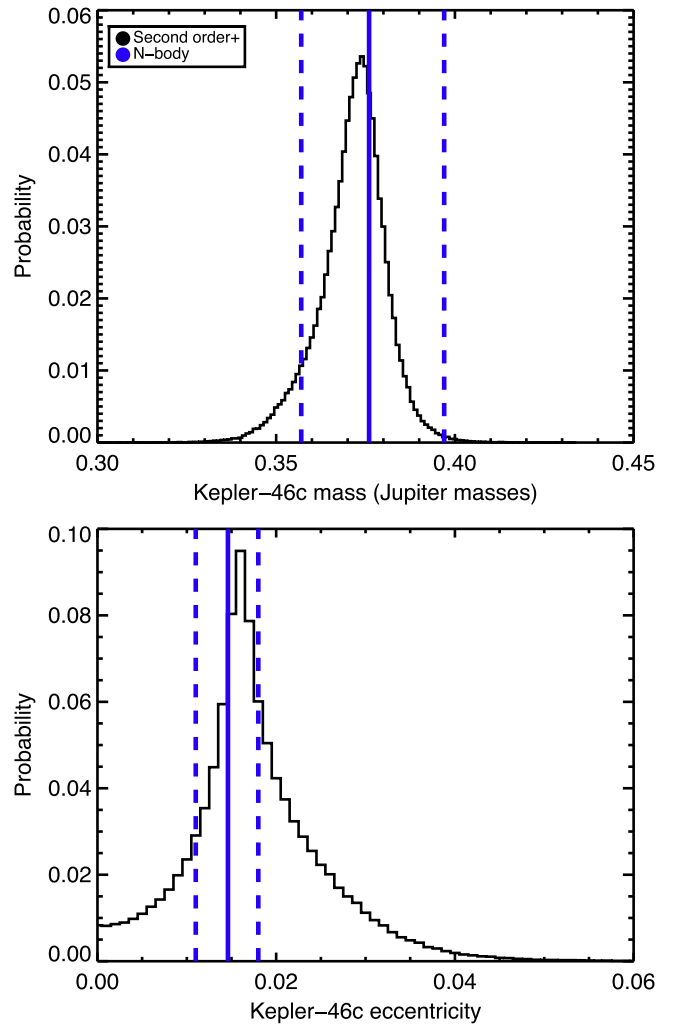 0.06
Second order+
N−body
0.05
0.04
0.03
0.02
0.01
0.00
Probability
0.30 0.35 0.40 0.45
Kepler−46c mass (Jupiter masses)
0.10
0.08
0.06
0.04
0.02
0.00
Probability
0.00 0.02 0.04 0.06
Kepler−46c eccentricity